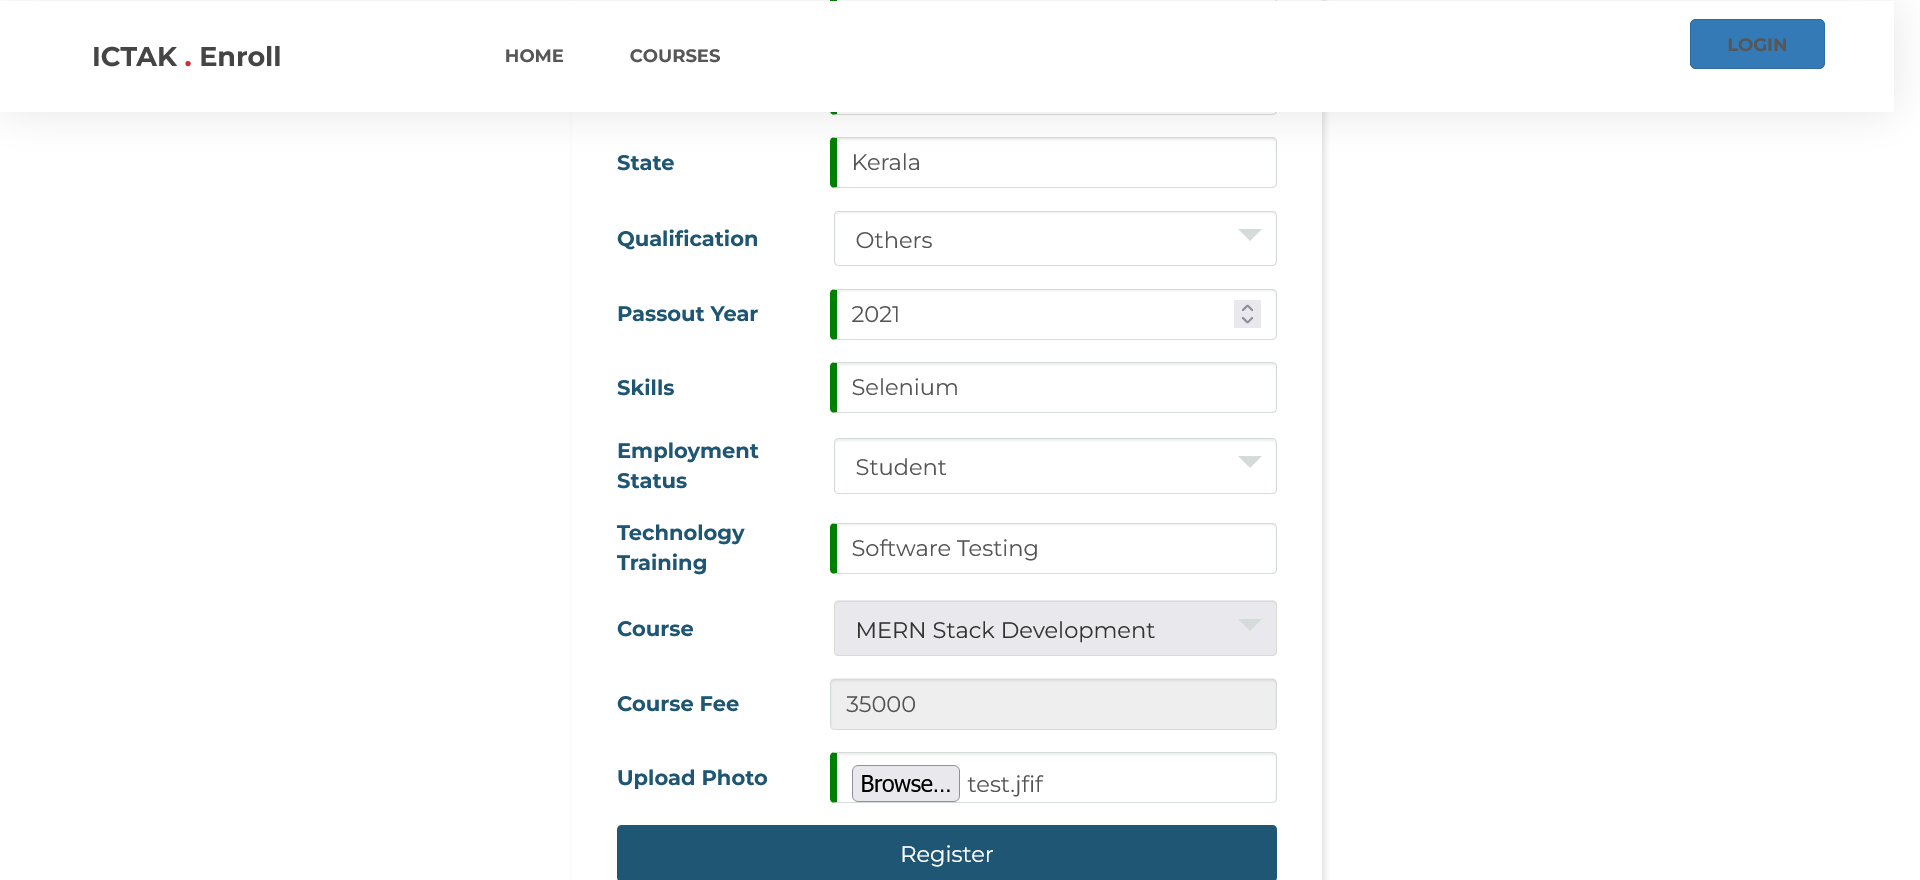 ICTAK . Enroll
HOME
COURSES
LOGIN
State
Kerala
Qualification
Others
Passout Year
2021
Skills
Selenium
Employment
Status
Student
Technology
Training
Software Testing
Course
MERN Stack Development
Course Fee
35000
Upload Photo
Browse... test.jfif
Register